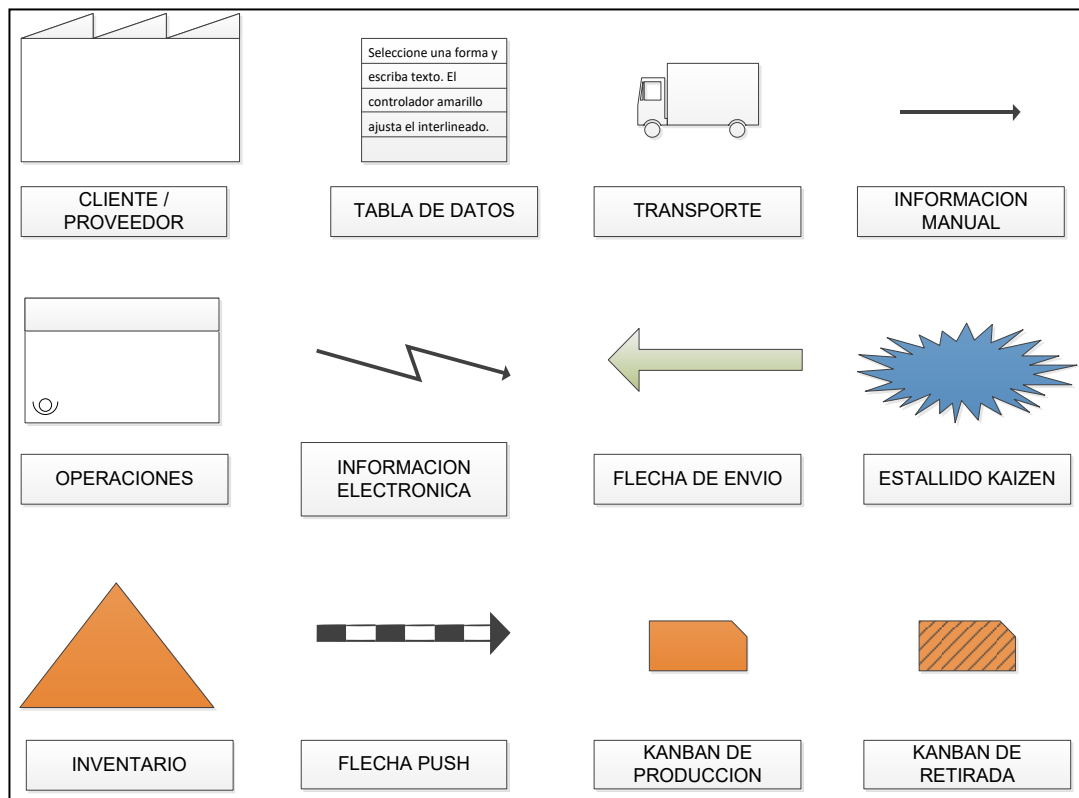 Seleccione una forma y
escriba texto. El
controlador amarillo
ajusta el interlineado.
CLIENTE /
PROVEEDOR
TABLA DE DATOS
TRANSPORTE
INFORMACION
MANUAL
OPERACIONES
INFORMACION
ELECTRONICA
FLECHA DE ENVIO
ESTALLIDO KAIZEN
INVENTARIO
FLECHA PUSH
KANBAN DE
PRODUCCION
KANBAN DE
RETIRADA